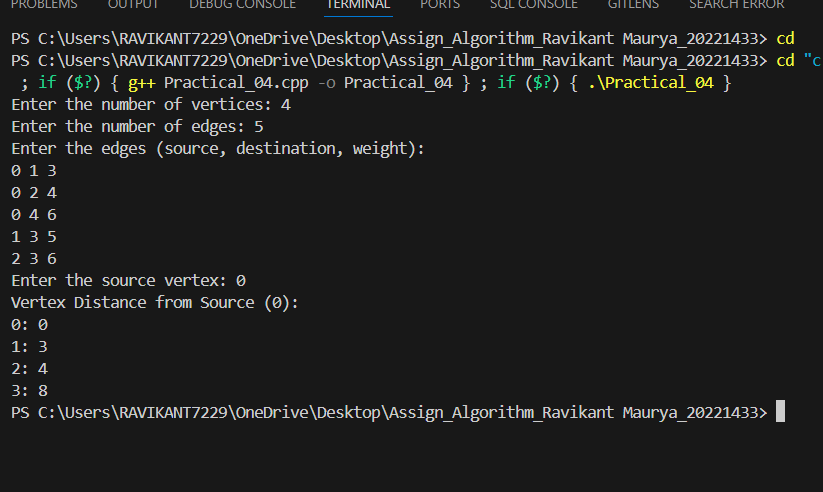 PROBLEMS OUTPUT DEBUG CONSOLE TERMINAL PORTS SQL CONSOLE GITLENS SEARCH ERROR
PS C:\Users\RAVIKANT7229\OneDrive\Desktop\Assign_Algorithm_Ravikant Maurya_20221433> cd
PS C:\Users\RAVIKANT7229\OneDrive\Desktop\Assign_Algorithm_Ravikant Maurya_20221433> cd "c
; if ($?) { g++ Practical_04.cpp -o Practical_04 } ; if ($?) { .\Practical_04 }
Enter the number of vertices: 4
Enter the number of edges: 5
Enter the edges (source, destination, weight):
0 1 3
0 2 4
0 4 6
1 3 5
2 3 6
Enter the source vertex: 0
Vertex Distance from Source (0):
0: 0
1: 3
2: 4
3: 8
PS C:\Users\RAVIKANT7229\OneDrive\Desktop\Assign_Algorithm_Ravikant Maurya_20221433>